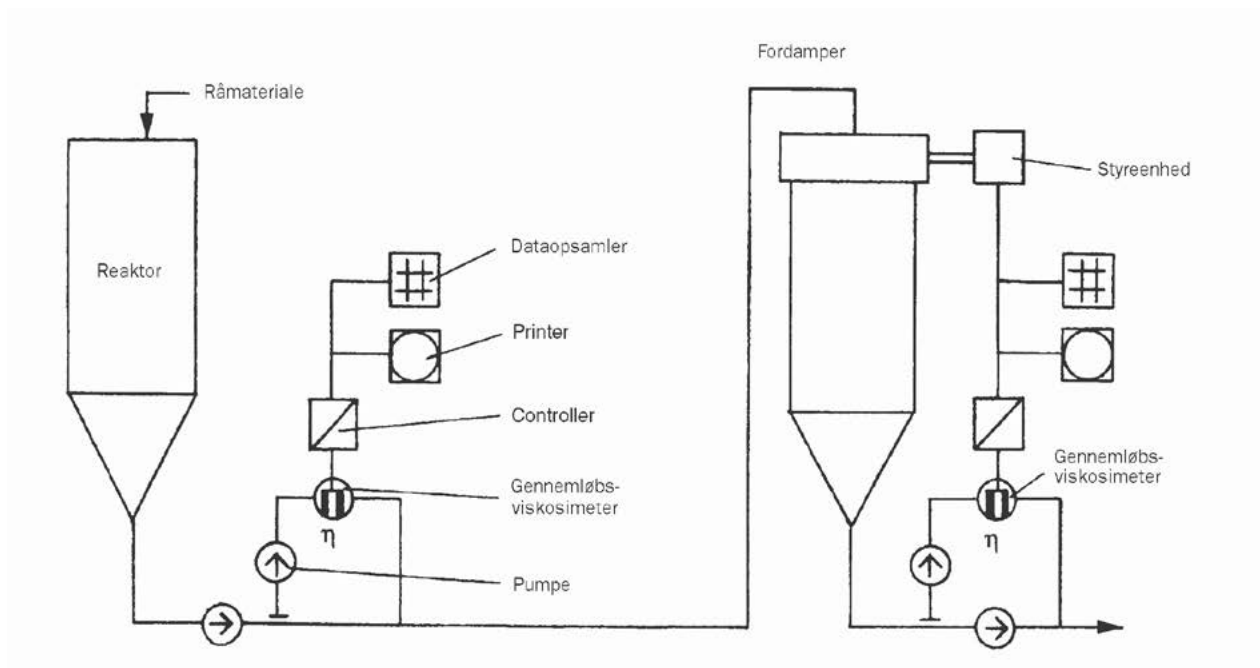 Fordamper
Råmateriale
Styreenhed
Reaktor
Dataopsamler
Printer
Controller
Gennemløbs-
viskosimeter
η
Pumpe
Gennemløbs-
viskosimeter
η